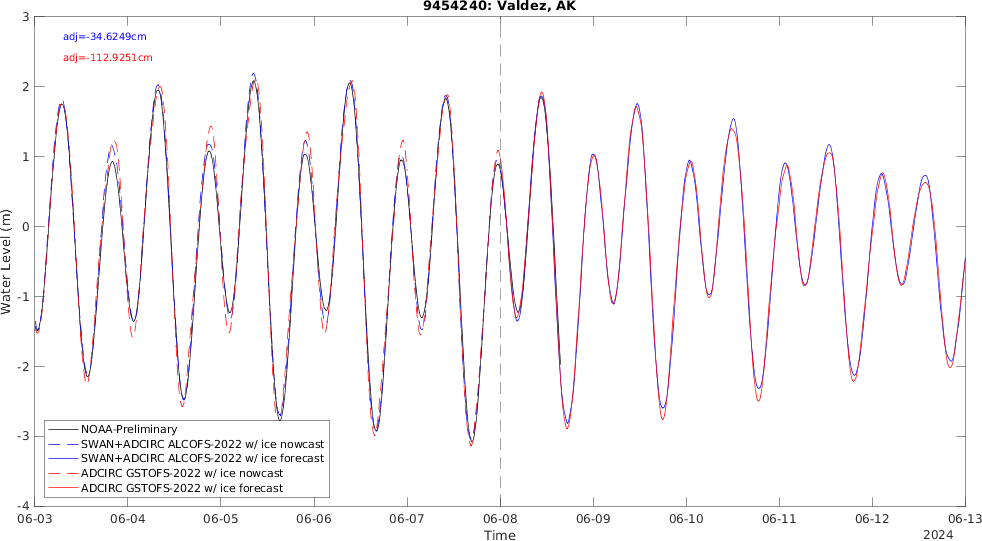 9454240: Valdez, AK
adj=-34.6249cm
adj=-112.9251cm
3
2
1
0
-1
-2
-3
-4
Water Level (m)
NOAA-Preliminary
SWAN+ADCIRC ALCOFS-2022 w/ ice nowcast
SWAN+ADCIRC ALCOFS-2022 w/ ice forecast
ADCIRC GSTOFS-2022 w/ ice nowcast
ADCIRC GSTOFS-2022 w/ ice forecast
06-03 06-04 06-05 06-06 06-07 06-08 06-09 06-10 06-11 06-12 06-13
Time
2024